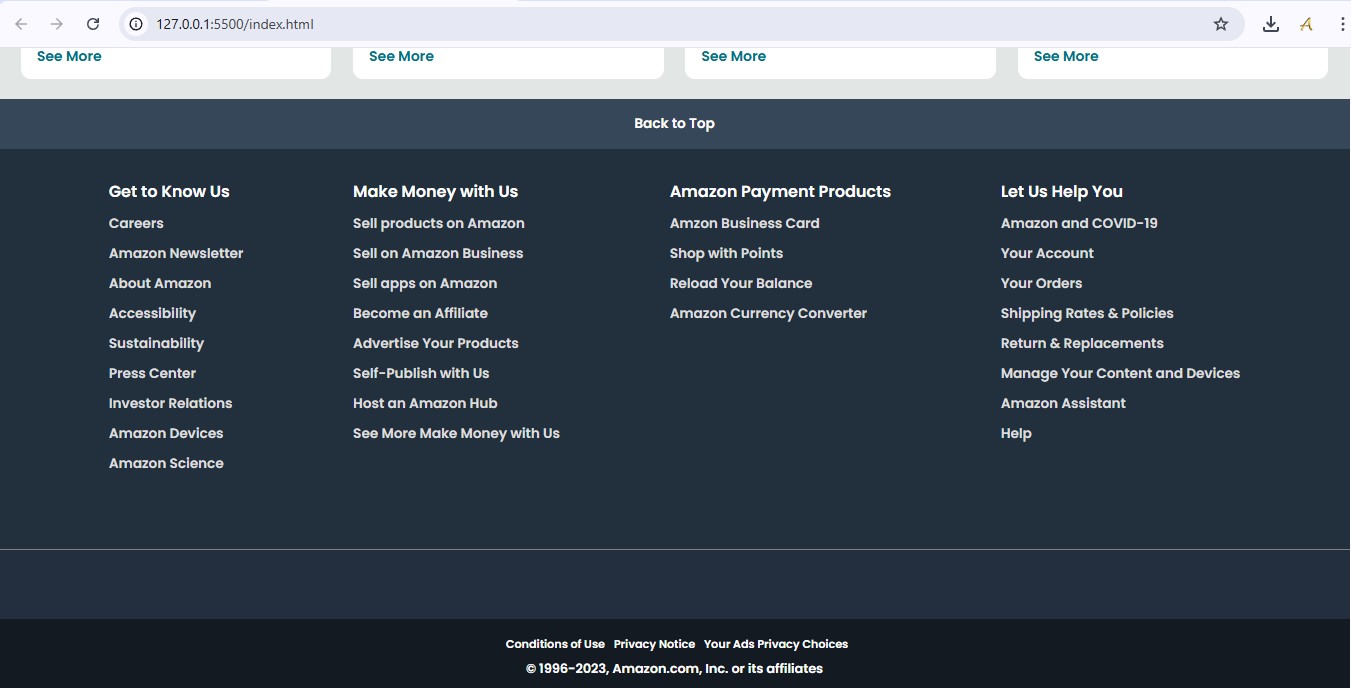 127.0.0.1:5500/index.html
See More See More See More See More
Back to Top
Get to Know Us
Careers
Amazon Newsletter
About Amazon
Accessibility
Sustainability
Press Center
Investor Relations
Amazon Devices
Amazon Science
Make Money with Us
Sell products on Amazon
Sell on Amazon Business
Sell apps on Amazon
Become an Affiliate
Advertise Your Products
Self-Publish with Us
Host an Amazon Hub
See More Make Money with Us
Amazon Payment Products
Amzon Business Card
Shop with Points
Reload Your Balance
Amazon Currency Converter
Let Us Help You
Amazon and COVID-19
Your Account
Your Orders
Shipping Rates & Policies
Return & Replacements
Manage Your Content and Devices
Amazon Assistant
Help
Conditions of Use Privacy Notice Your Ads Privacy Choices
© 1996-2023, Amazon.com, Inc. or its affiliates